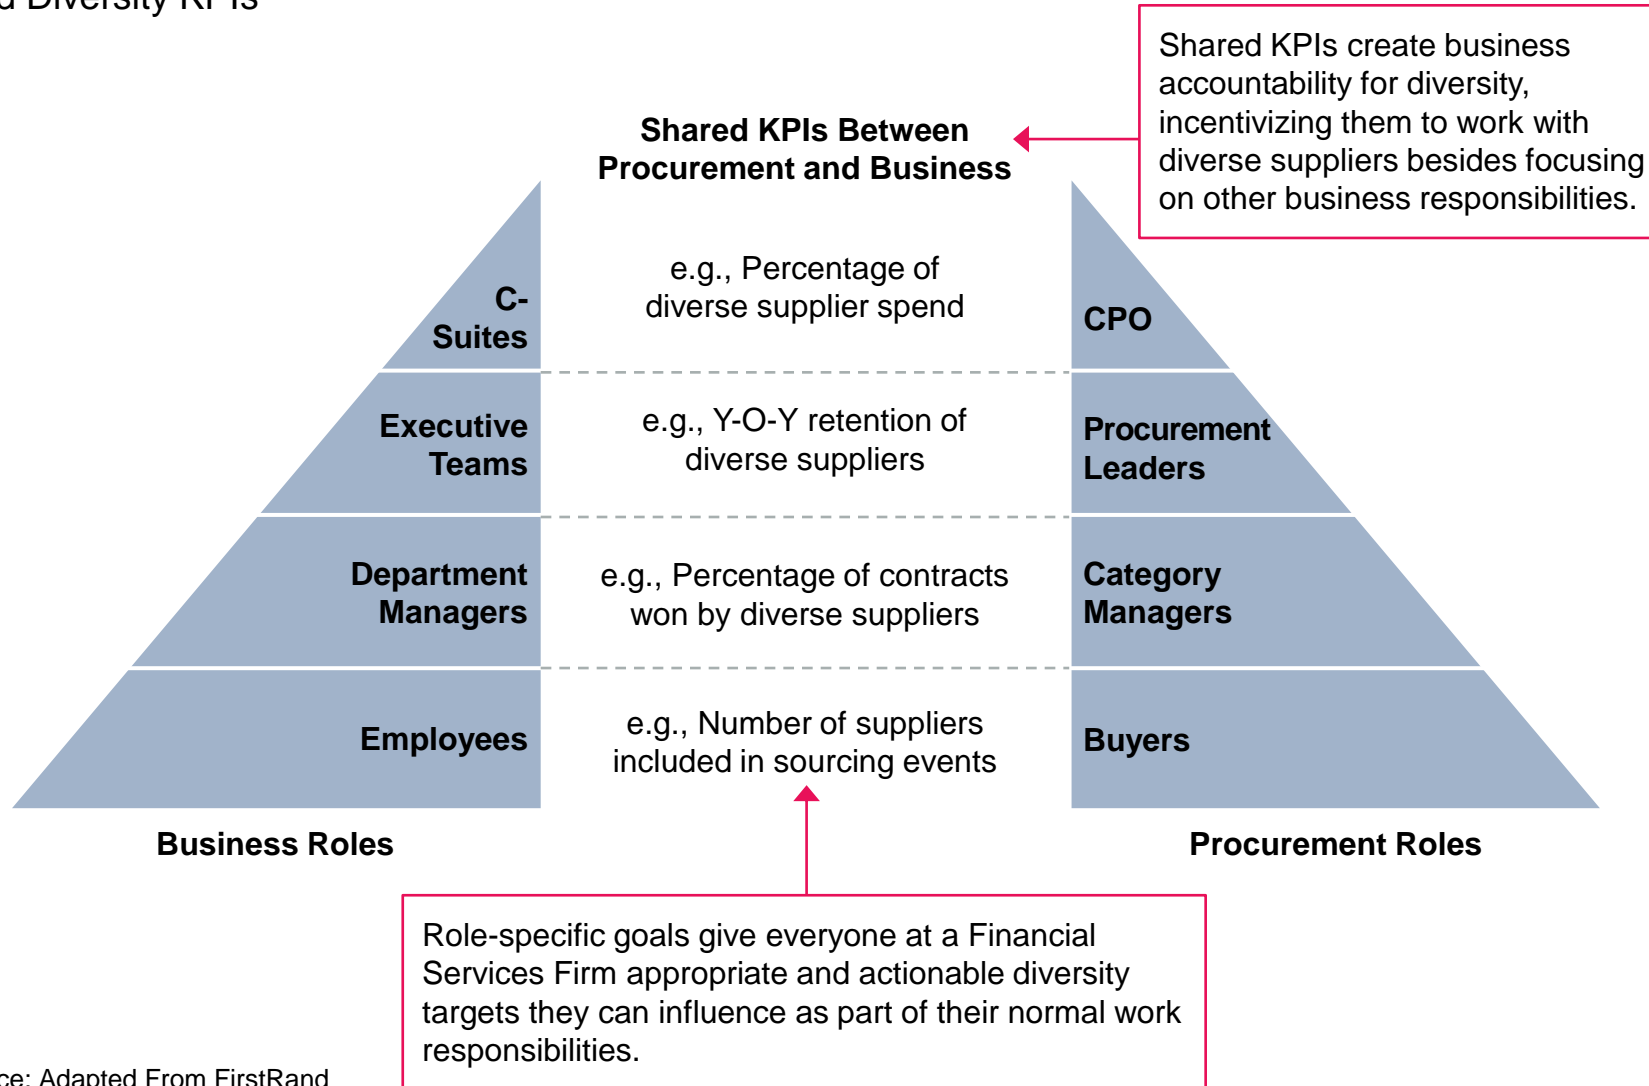 Diversity KPIs
Shared KPIs create business
accountability for diversity,
incentivizing them to work with
diverse suppliers besides focusing
on other business responsibilities.
Shared KPIs Between
Procurement and Business
C-
Suites
e.g., Percentage of
diverse supplier spend
CPO
Executive
Teams
e.g., Y-O-Y retention of
diverse suppliers
Procurement
Leaders
Department
Managers
e.g., Percentage of contracts
won by diverse suppliers
Category
Managers
Employees
e.g., Number of suppliers
included in sourcing events
Buyers
Business Roles
Procurement Roles
Role-specific goals give everyone at a Financial
Services Firm appropriate and actionable diversity
targets they can influence as part of their normal work
responsibilities.
Adapted From FirstRand